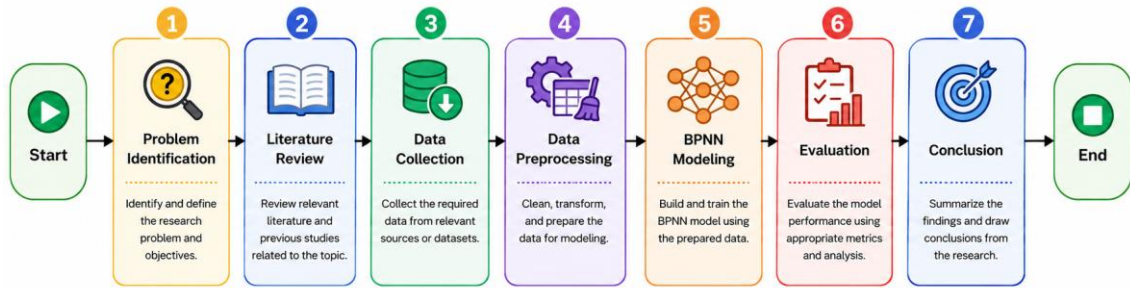 1
2
3
4
5
6
7
?
Start
Problem
Identification
Identify and define
the research
problem and
objectives.
Literature
Review
Review relevant
literature and
previous studies
related to the topic.
Data
Collection
Collect the required
data from relevant
sources or datasets.
Data
Preprocessing
Clean, transform,
and prepare the
data for modeling.
BPNN
Modeling
Build and train the
BPNN model using
the prepared data.
Evaluation
Evaluate the model
performance using
appropriate metrics
and analysis.
Conclusion
Summarize the
findings and draw
conclusions from
the research.
End